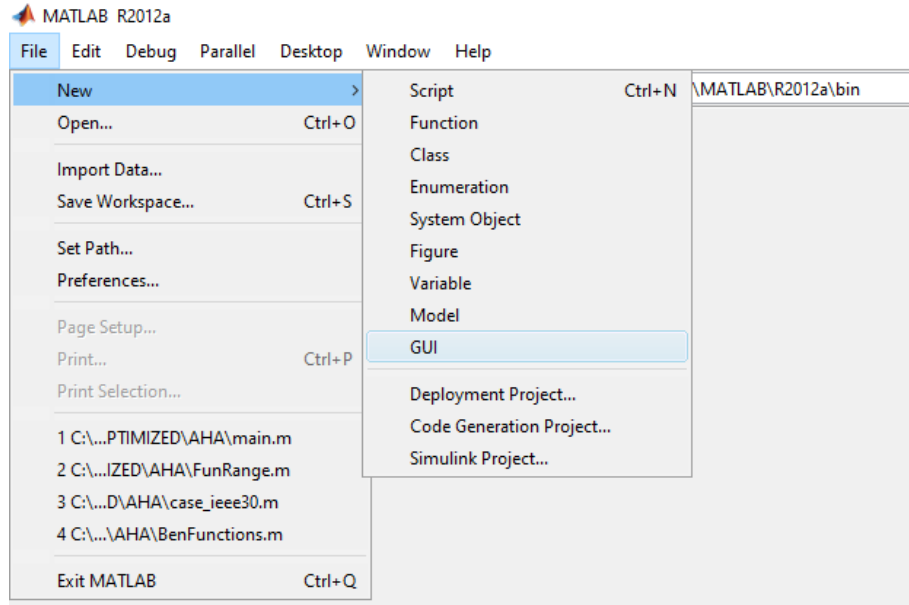 MATLAB R2012a
File Edit Debug Parallel Desktop Window Help
New >
Open... Ctrl+O
Import Data...
Save Workspace... Ctrl+S
Set Path...
Preferences...
Page Setup...
Print... Ctrl+P
Print Selection...
1 C:\...PTIMIZED\AHA\main.m
2 C:\...IZED\AHA\FunRange.m
3 C:\...D\AHA\case_ieee30.m
4 C:\...\AHA\BenFunctions.m
Exit MATLAB Ctrl+Q
Script Ctrl+N
Function
Class
Enumeration
System Object
Figure
Variable
Model
GUI
Deployment Project...
Code Generation Project...
Simulink Project...
\MATLAB\R2012a\bin